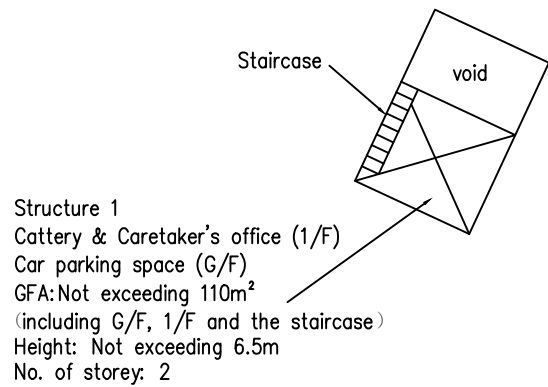 Staircase
void
Structure 1
Cattery & Caretaker's office (1/F)
Car parking space (G/F)
GFA: Not exceeding 110m²
(including G/F, 1/F and the staircase)
Height: Not exceeding 6.5m
No. of storey: 2